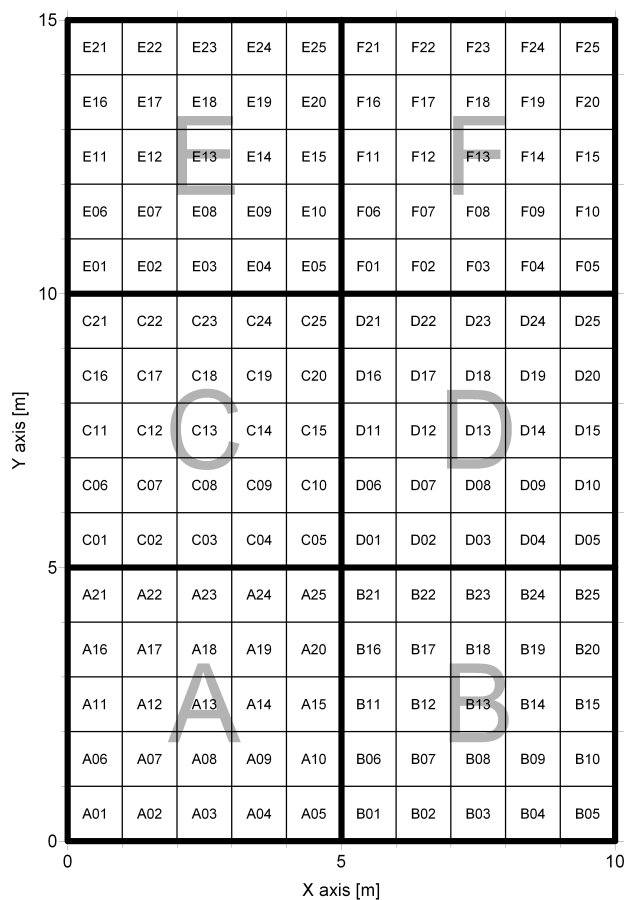 15
E21 E22 E23 E24 E25 F21 F22 F23 F24 F25
E16 E17 E18 E19 E20 F16 F17 F18 F19 F20
E F
E11 E12 E13 E14 E15 F11 F12 F13 F14 F15
E06 E07 E08 E09 E10 F06 F07 F08 F09 F10
E01 E02 E03 E04 E05 F01 F02 F03 F04 F05
10
C21 C22 C23 C24 C25 D21 D22 D23 D24 D25
C16 C17 C18 C19 C20 D16 D17 D18 D19 D20
C D
C11 C12 C13 C14 C15 D11 D12 D13 D14 D15
Y axis [m]
C06 C07 C08 C09 C10 D06 D07 D08 D09 D10
C01 C02 C03 C04 C05 D01 D02 D03 D04 D05
5
A21 A22 A23 A24 A25 B21 B22 B23 B24 B25
A16 A17 A18 A19 A20 B16 B17 B18 B19 B20
A B
A11 A12 A13 A14 A15 B11 B12 B13 B14 B15
A06 A07 A08 A09 A10 B06 B07 B08 B09 B10
A01 A02 A03 A04 A05 B01 B02 B03 B04 B05
0
0 5 10
X axis [m]